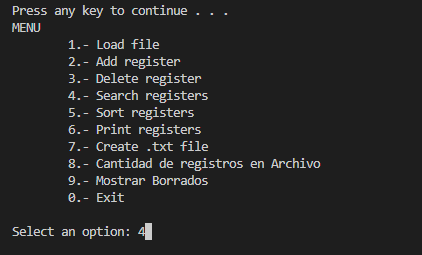 Press any key to continue . . .
MENU
1.- Load file
2.- Add register
3.- Delete register
4.- Search registers
5.- Sort registers
6.- Print registers
7.- Create .txt file
8.- Cantidad de registros en Archivo
9.- Mostrar Borrados
0.- Exit
Select an option: 4